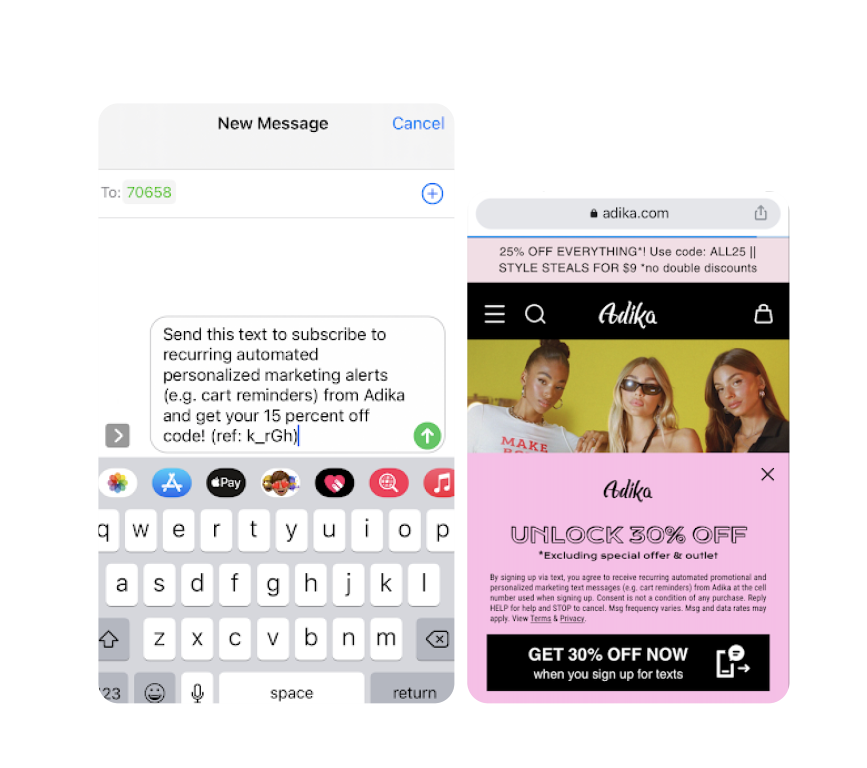 New Message
Cancel
To: 70658
Send this text to subscribe to
recurring automated
personalized marketing alerts
(e.g. cart reminders) from Adika
and get your 15 percent off
code! (ref: k_rGh)
Pay
q w e r t y u i o p
a s d f g h j k l
z x c v b n m
123
space
return
adika.com
25% OFF EVERYTHING*! Use code: ALL25 ||
STYLE STEALS FOR $9 *no double discounts
Adika
MAKE
Adika
UNLOCK 30% OFF
*Excluding special offer & outlet
By signing up via text, you agree to receive recurring automated promotional and
personalized marketing text messages (e.g. cart reminders) from Adika at the cell
number used when signing up. Consent is not a condition of any purchase. Reply
HELP for help and STOP to cancel. Msg frequency varies. Msg and data rates may
apply. View Terms & Privacy.
GET 30% OFF NOW
when you sign up for texts